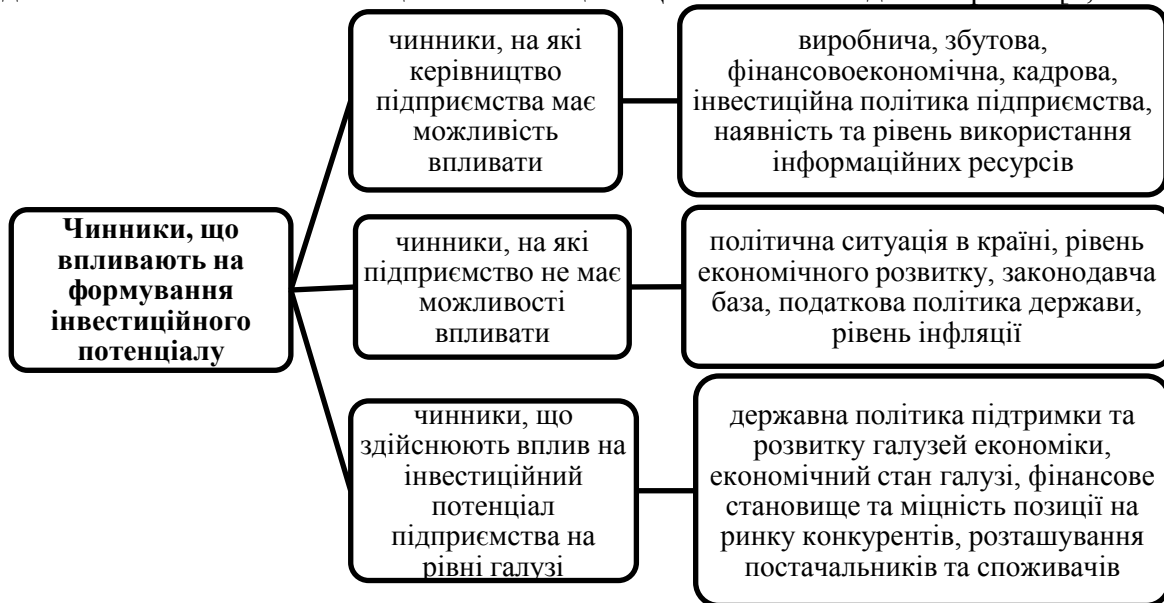 чинники, на які
керівництво
підприємства має
можливість
впливати
виробнича, збутова,
фінансовоекономічна, кадрова,
інвестиційна політика підприємства,
наявність та рівень використання
інформаційних ресурсів
Чинники, що
впливають на
формування
інвестиційного
потенціалу
чинники, на які
підприємство не має
можливості
впливати
політична ситуація в країні, рівень
економічного розвитку, законодавча
база, податкова політика держави,
рівень інфляції
чинники, що
здійснюють вплив на
інвестиційний
потенціал
підприємства на
рівні галузі
державна політика підтримки та
розвитку галузей економіки,
економічний стан галузі, фінансове
становище та міцність позиції на
ринку конкурентів, розташування
постачальників та споживачів